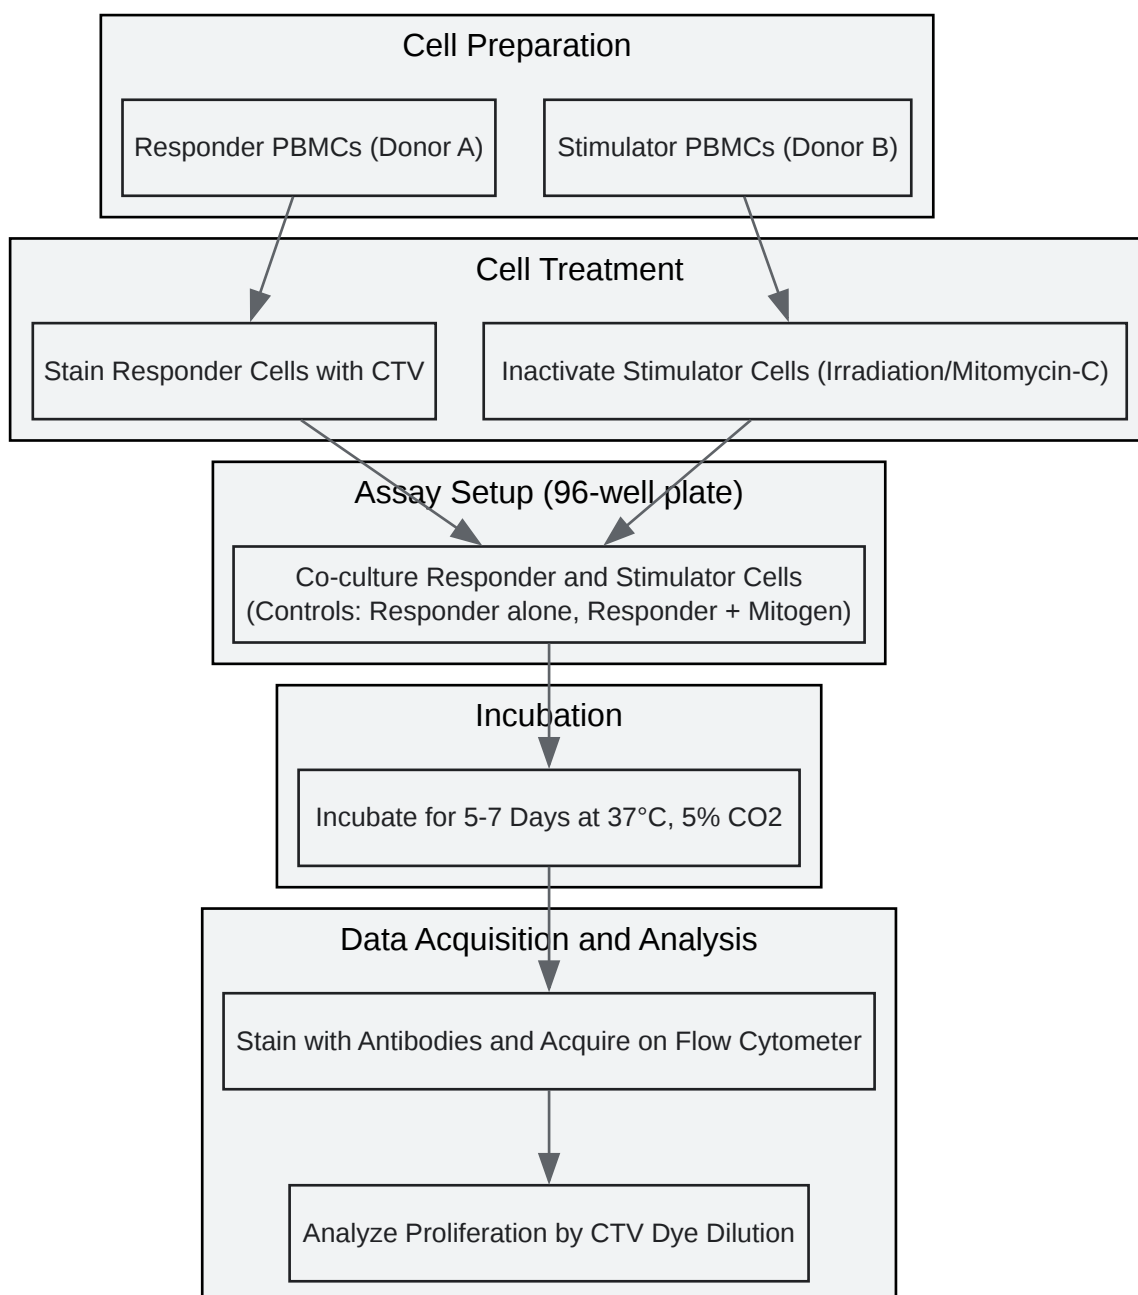 Cell Preparation
Responder PBMCs (Donor A)
Stimulator PBMCs (Donor B)
Cell Treatment
Stain Responder Cells with CTV
Inactivate Stimulator Cells (Irradiation/Mitomycin-C)
Assay Setup (96-well plate)
Co-culture Responder and Stimulator Cells
(Controls: Responder alone, Responder + Mitogen)
Incubation
Incubate for 5-7 Days at 37°C, 5% CO2
Data Acquisition and Analysis
Stain with Antibodies and Acquire on Flow Cytometer
Analyze Proliferation by CTV Dye Dilution